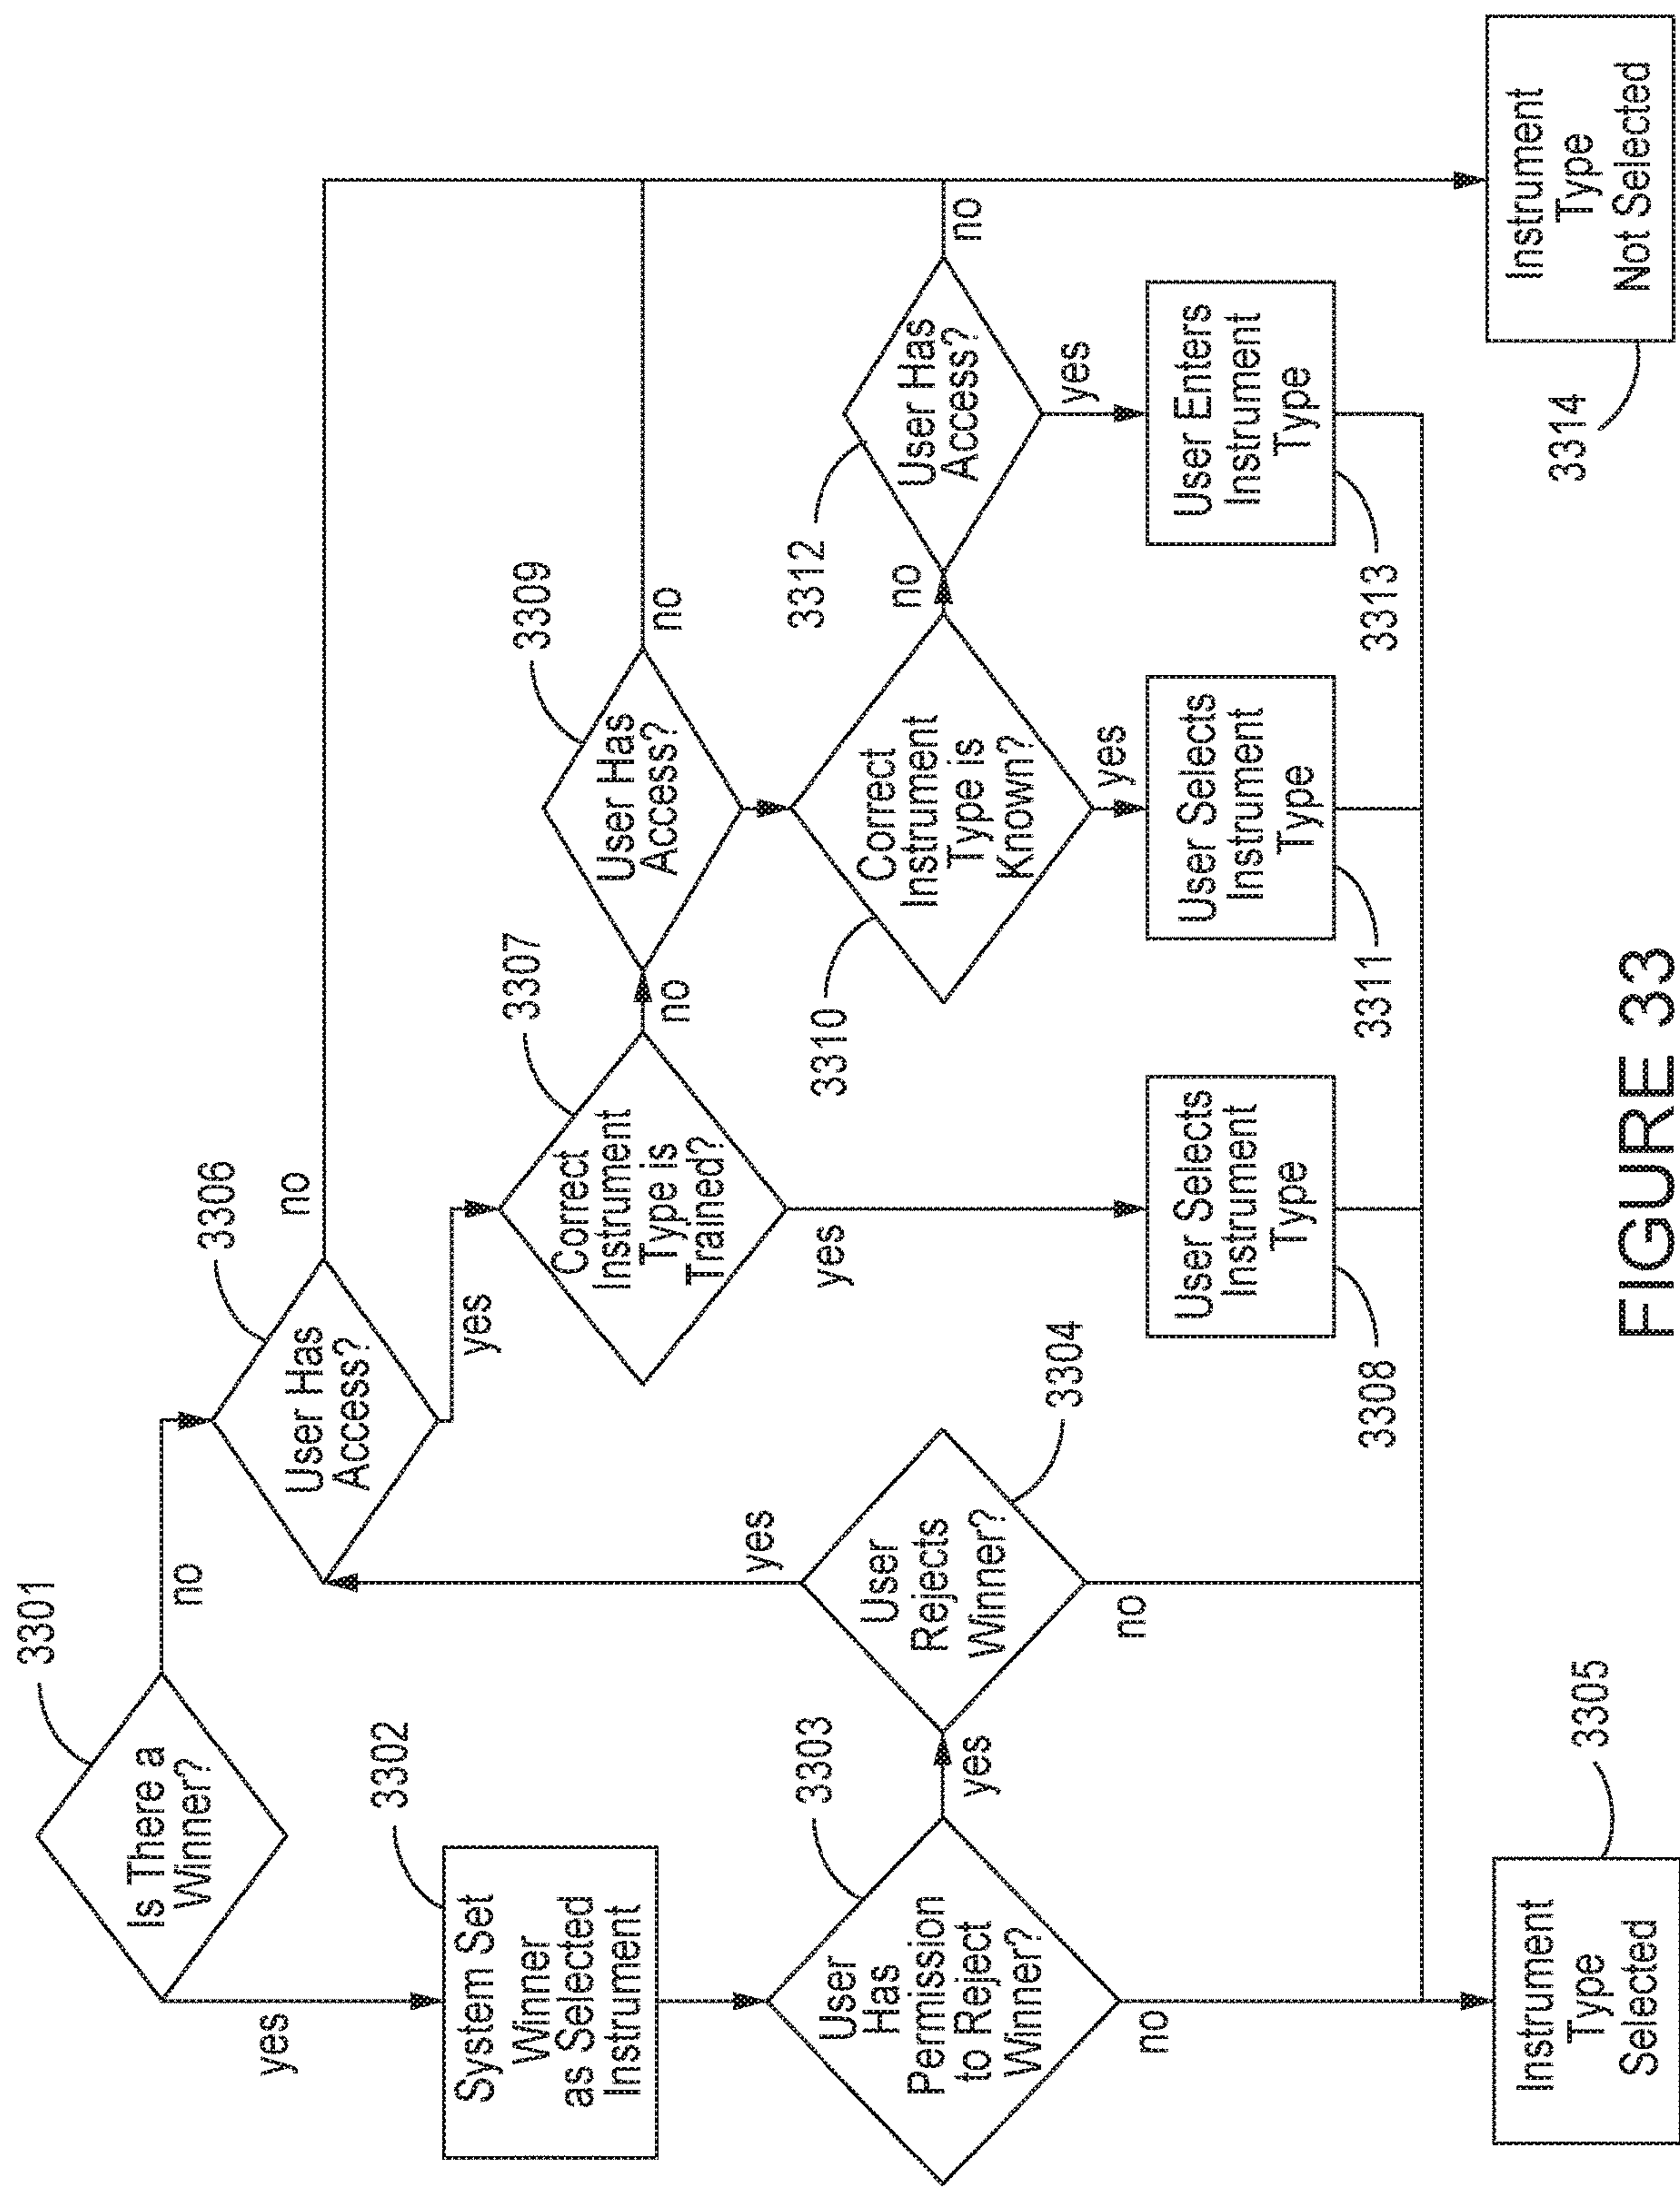 3301
Is There a
Winner?
yes
no
3302
System Set
Winner
as Selected
Instrument
3303
User
Has
Permission
to Reject
Winner?
yes
no
3304
User
Rejects
Winner?
yes
no
3305
Instrument
Type
Selected
3306
User Has
Access?
no
yes
3307
Correct
Instrument
Type is
Trained?
no
yes
3308
User Selects
Instrument
Type
3309
User Has
Access?
no
3310
Correct
Instrument
Type is
Known?
no
yes
3311
User Selects
Instrument
Type
3312
User Has
Access?
no
yes
3313
User Enters
Instrument
Type
3314
Instrument
Type
Not Selected
FIGURE 33